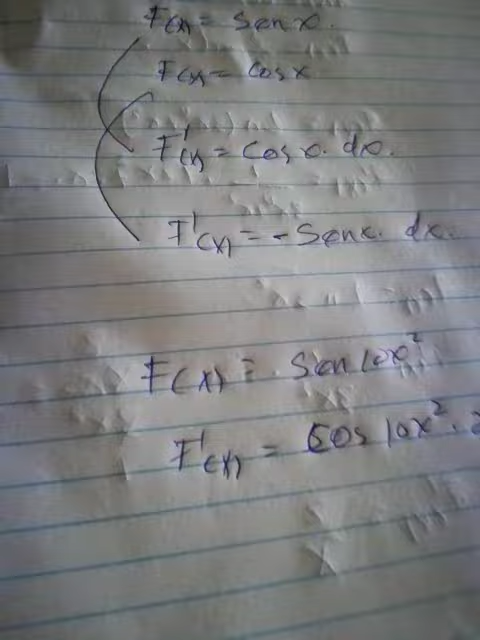 F(x) = Sen x.
F(x) = Cos x
F'(x) = Cos x. dx.
F'(x) = - Sen x. dx.
F(x) = Sen 10x²
F'(x) = Cos 10x².